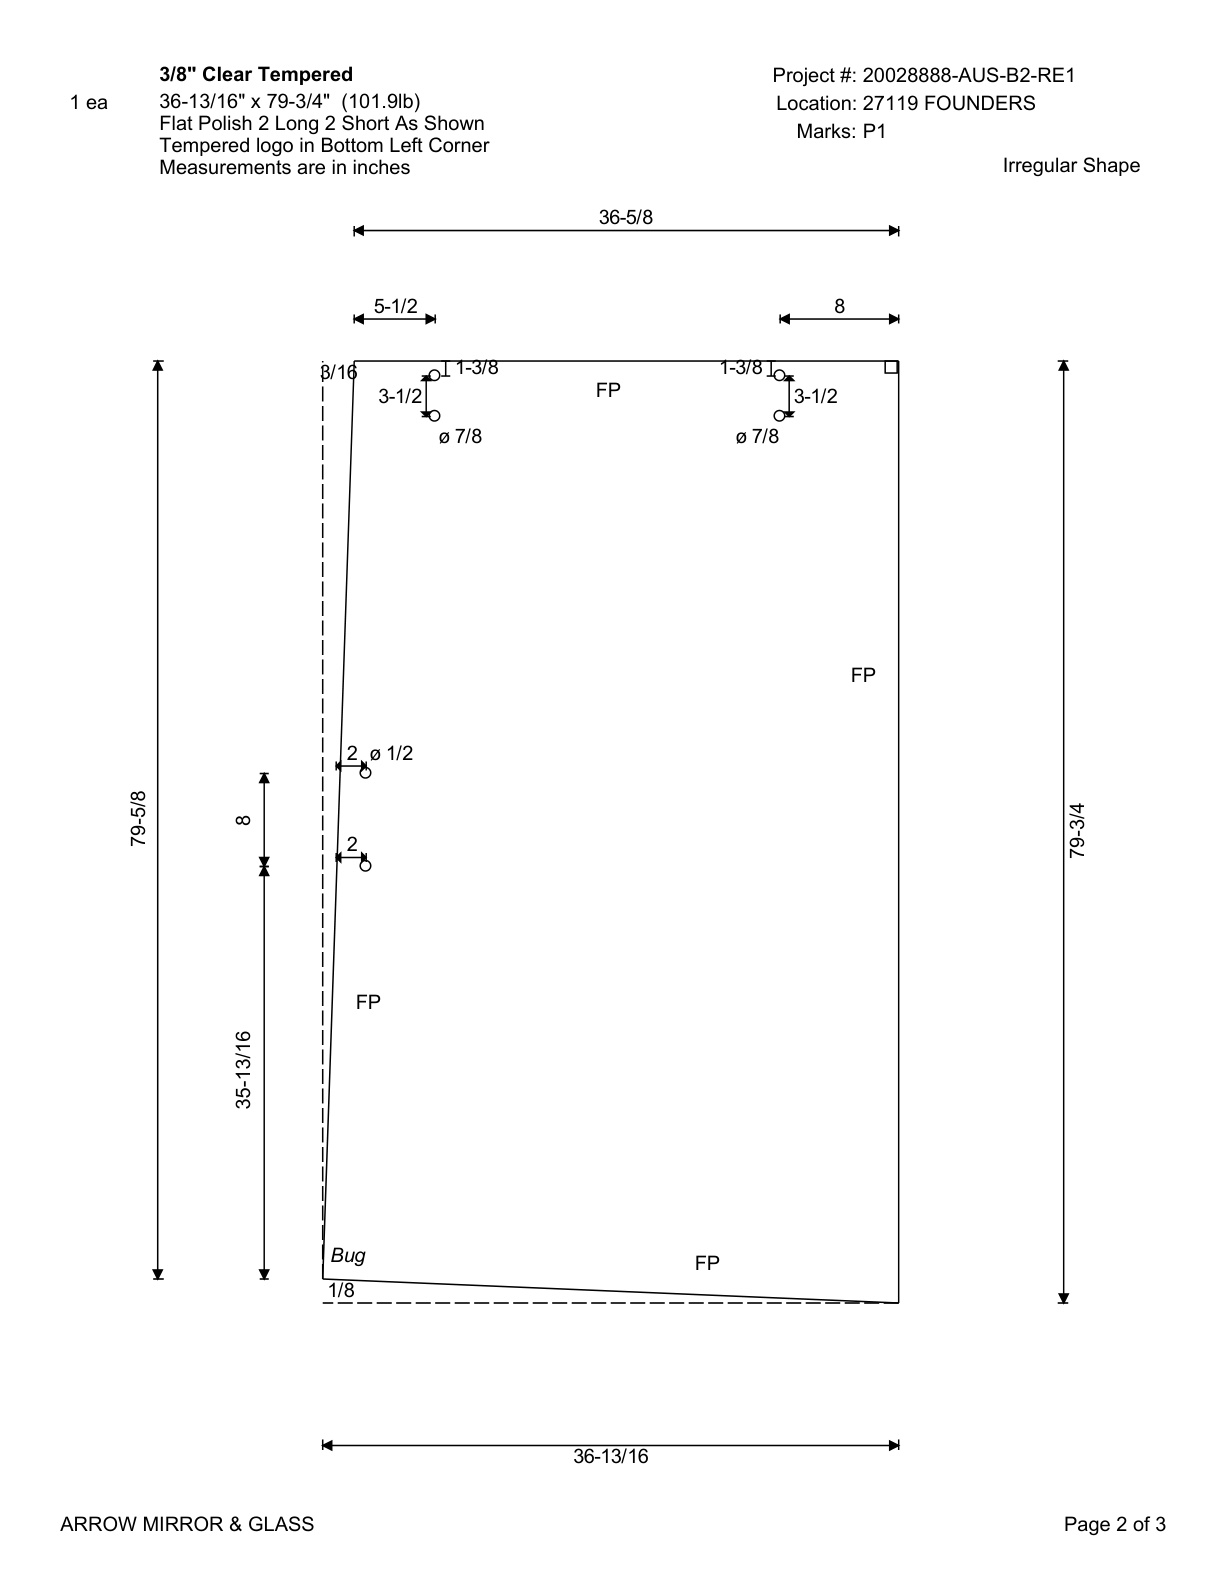 3/8" Clear Tempered
Project #: 20028888-AUS-B2-RE1
1 ea
36-13/16" x 79-3/4" (101.9lb)
Location: 27119 FOUNDERS
Flat Polish 2 Long 2 Short As Shown
Marks: P1
Tempered logo in Bottom Left Corner
Measurements are in inches
Irregular Shape
36-5/8
5-1/2
8
3/16
1-3/8
1-3/8
3-1/2
FP
3-1/2
ø 7/8
ø 7/8
FP
2
ø 1/2
79-5/8
8
79-3/4
2
FP
35-13/16
Bug
FP
1/8
36-13/16
ARROW MIRROR & GLASS
Page 2 of 3